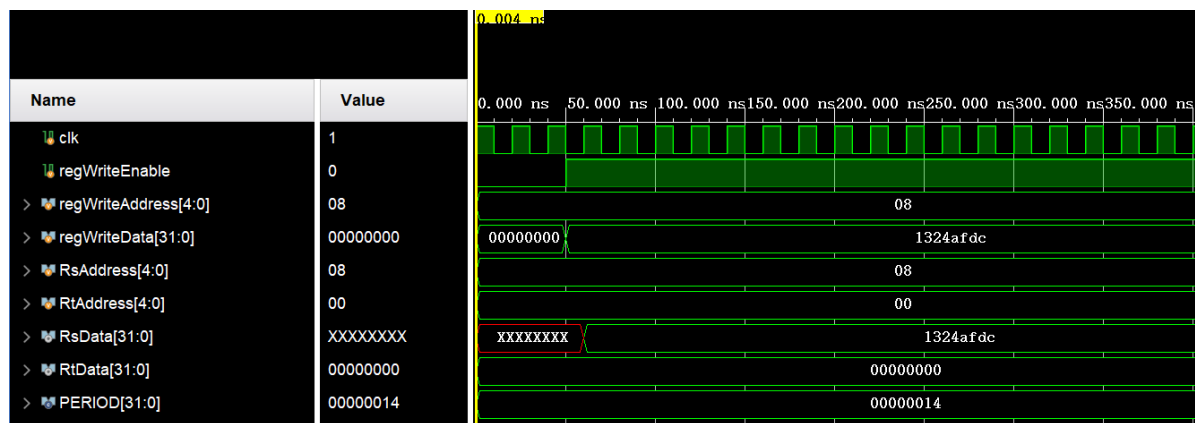 0.004 ns
Name Value 0.000 ns 50.000 ns 100.000 ns 150.000 ns 200.000 ns 250.000 ns 300.000 ns 350.000 ns
clk 1
regWriteEnable 0
regWriteAddress[4:0] 08 08
regWriteData[31:0] 00000000 00000000 1324afdc
RsAddress[4:0] 08 08
RtAddress[4:0] 00 00
RsData[31:0] XXXXXXXX XXXXXXXX 1324afdc
RtData[31:0] 00000000 00000000
PERIOD[31:0] 00000014 00000014